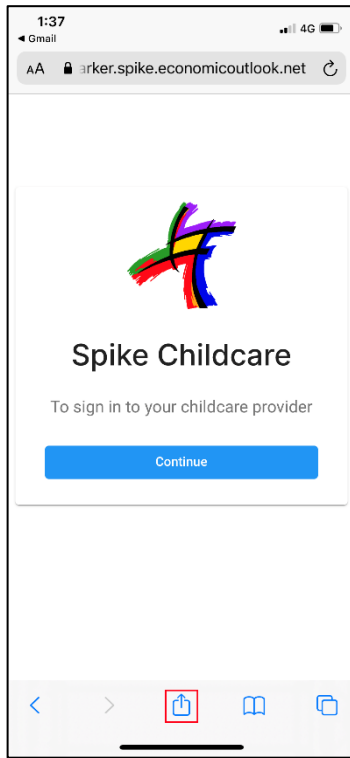 1:37
4G
Gmail
AA arker.spike.economicoutlook.net
Spike Childcare
To sign in to your childcare provider
Continue